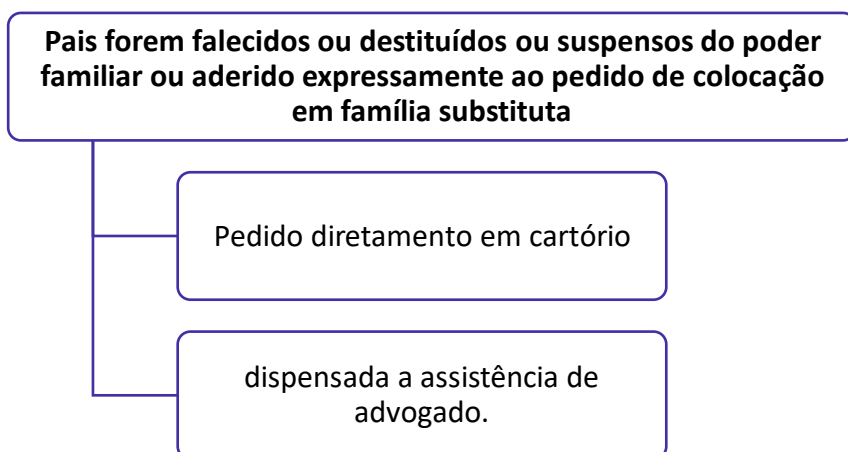 Pais forem falecidos ou destituídos ou suspensos do poder
familiar ou aderido expressamente ao pedido de colocação
em família substituta
Pedido diretamento em cartório
dispensada a assistência de
advogado.